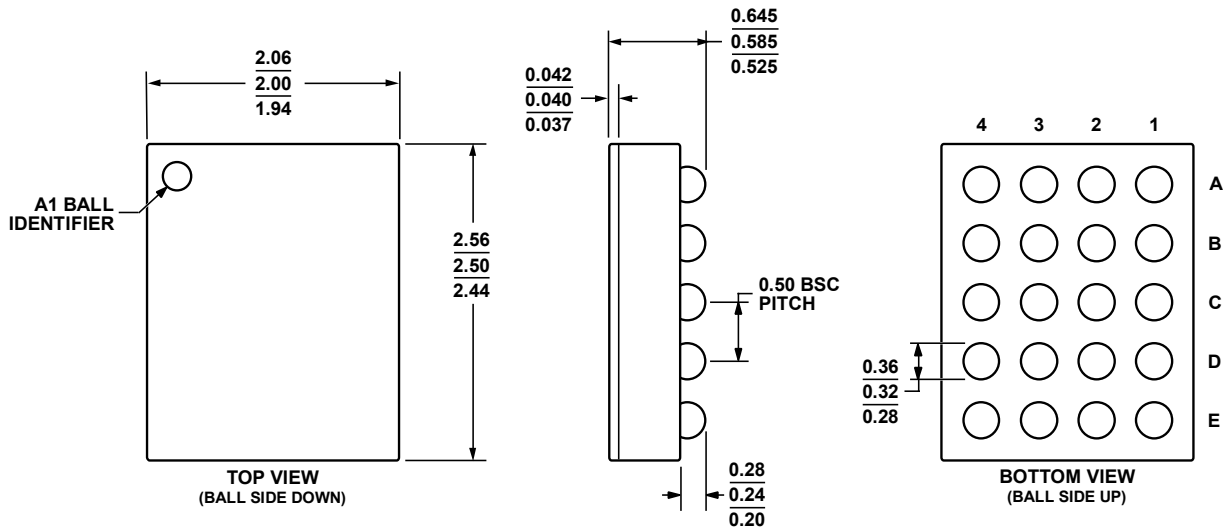 2.06
2.00
1.94
A1 BALL
IDENTIFIER
2.56
2.50
2.44
TOP VIEW
(BALL SIDE DOWN)
0.645
0.585
0.525
0.042
0.040
0.037
0.50 BSC
PITCH
0.28
0.24
0.20
4 3 2 1
A
B
C
D
E
0.36
0.32
0.28
BOTTOM VIEW
(BALL SIDE UP)